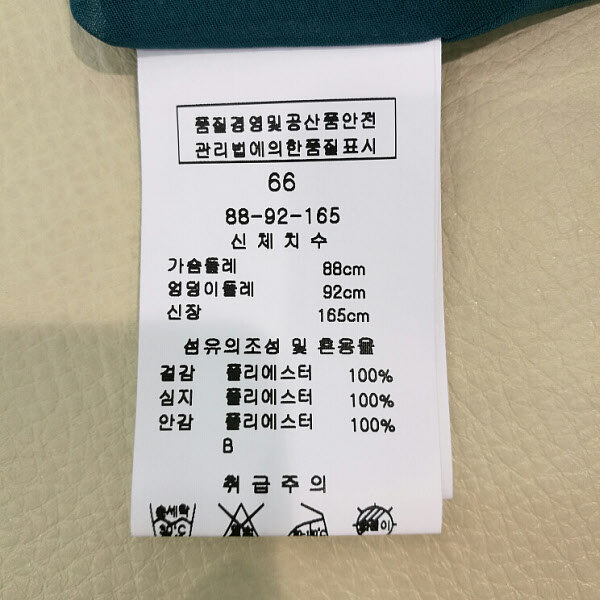 품질경영및공산품안전
관리법에의한품질표시
66
88-92-165
신체치수
가슴둘레 88cm
엉덩이둘레 92cm
신장 165cm
섬유의조성 및 혼용율
겉감 폴리에스터 100%
심지 폴리에스터 100%
안감 폴리에스터 100%
B
취급주의
30℃